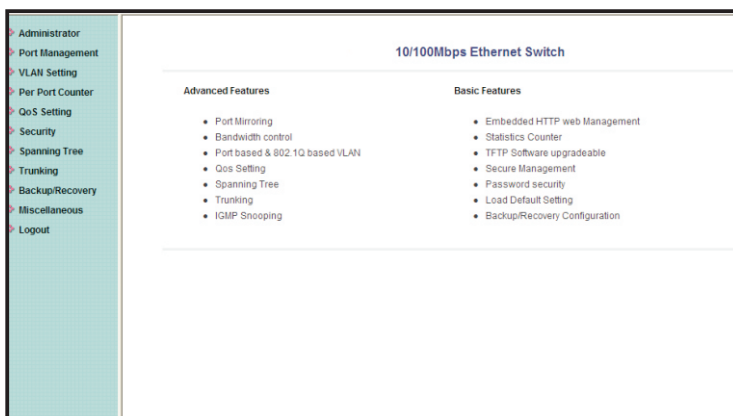 Administrator
Port Management
VLAN Setting
Per Port Counter
QoS Setting
Security
Spanning Tree
Trunking
Backup/Recovery
Miscellaneous
Logout
10/100Mbps Ethernet Switch
Advanced Features
Port Mirroring
Bandwidth control
Port based & 802.1Q based VLAN
Qos Setting
Spanning Tree
Trunking
IGMP Snooping
Basic Features
Embedded HTTP web Management
Statistics Counter
TFTP Software upgradeable
Secure Management
Password security
Load Default Setting
Backup/Recovery Configuration